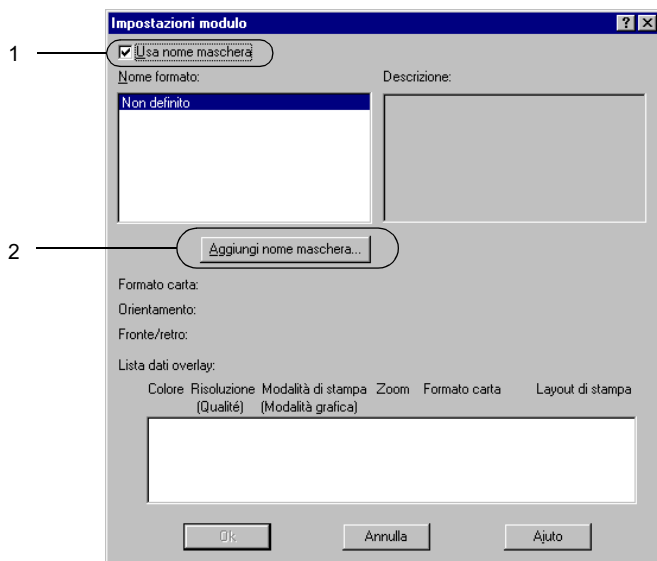 Impostazioni modulo
1
Usa nome maschera
Nome formato:
Descrizione:
Non definito
2
Aggiungi nome maschera...
Formato carta:
Orientamento:
Fronte/retro:
Lista dati overlay:
Colore Risoluzione Modalità di stampa Zoom Formato carta Layout di stampa
(Qualité) (Modalità grafica)
Ok Annulla Aiuto